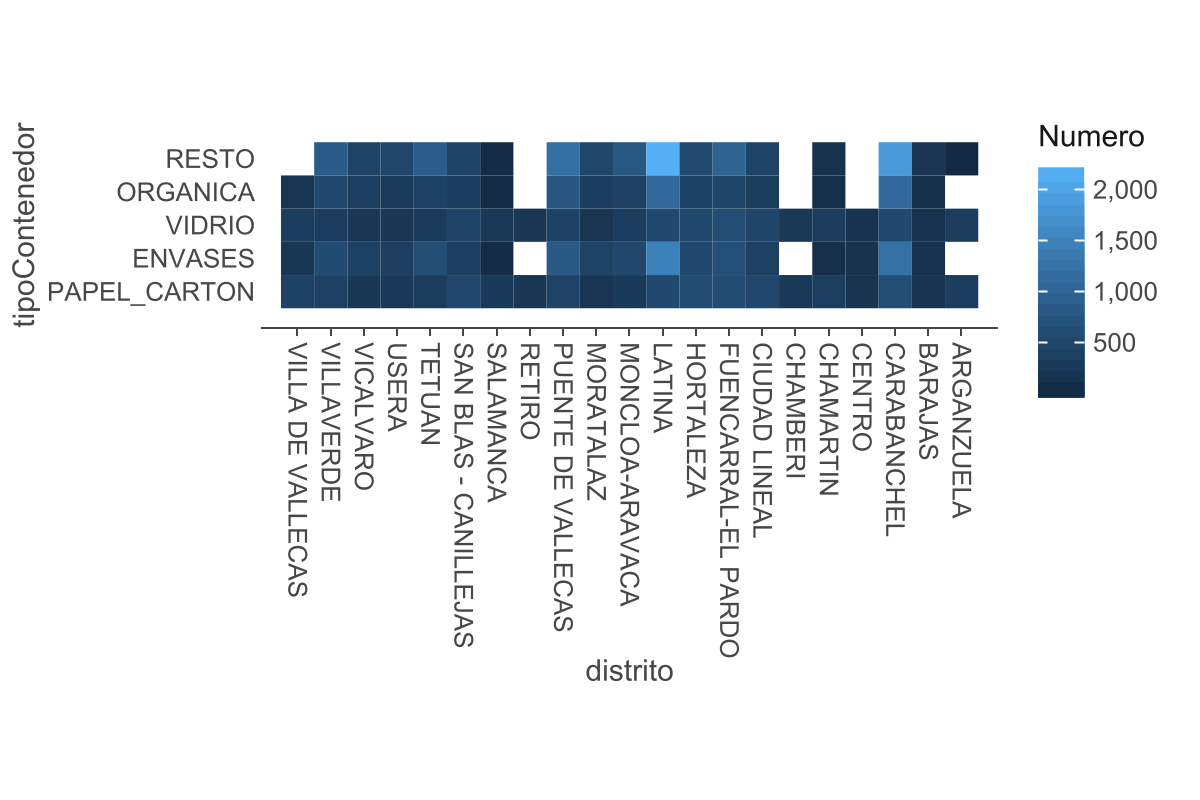 tipoContenedor
RESTO
ORGANICA
VIDRIO
ENVASES
PAPEL_CARTON
VILLA DE VALLECAS
VILLAVERDE
VICALVARO
USERA
TETUAN
SAN BLAS - CANILLEJAS
SALAMANCA
RETIRO
PUENTE DE VALLECAS
MORATALAZ
MONCLOA-ARAVACA
LATINA
HORTALEZA
FUENCARRAL-EL PARDO
CIUDAD LINEAL
CHAMBERI
CHAMARTIN
CENTRO
CARABANCHEL
BARAJAS
ARGANZUELA
distrito
Numero
2,000
1,500
1,000
500